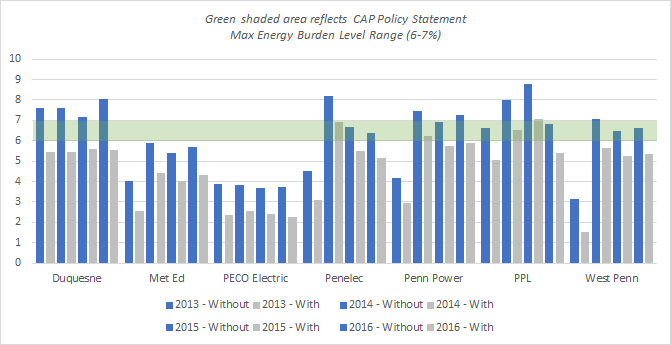 Green shaded area reflects CAP Policy Statement
Max Energy Burden Level Range (6-7%)
10
9
8
7
6
5
4
3
2
1
0
Duquesne Met Ed PECO Electric Penelec Penn Power PPL West Penn
2013 - Without 2013 - With 2014 - Without 2014 - With
2015 - Without 2015 - With 2016 - Without 2016 - With